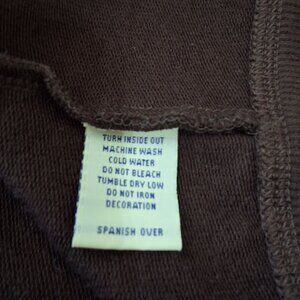 TURN INSIDE OUT
MACHINE WASH
COLD WATER
DO NOT BLEACH
TUMBLE DRY LOW
DO NOT IRON
DECORATION
SPANISH OVER